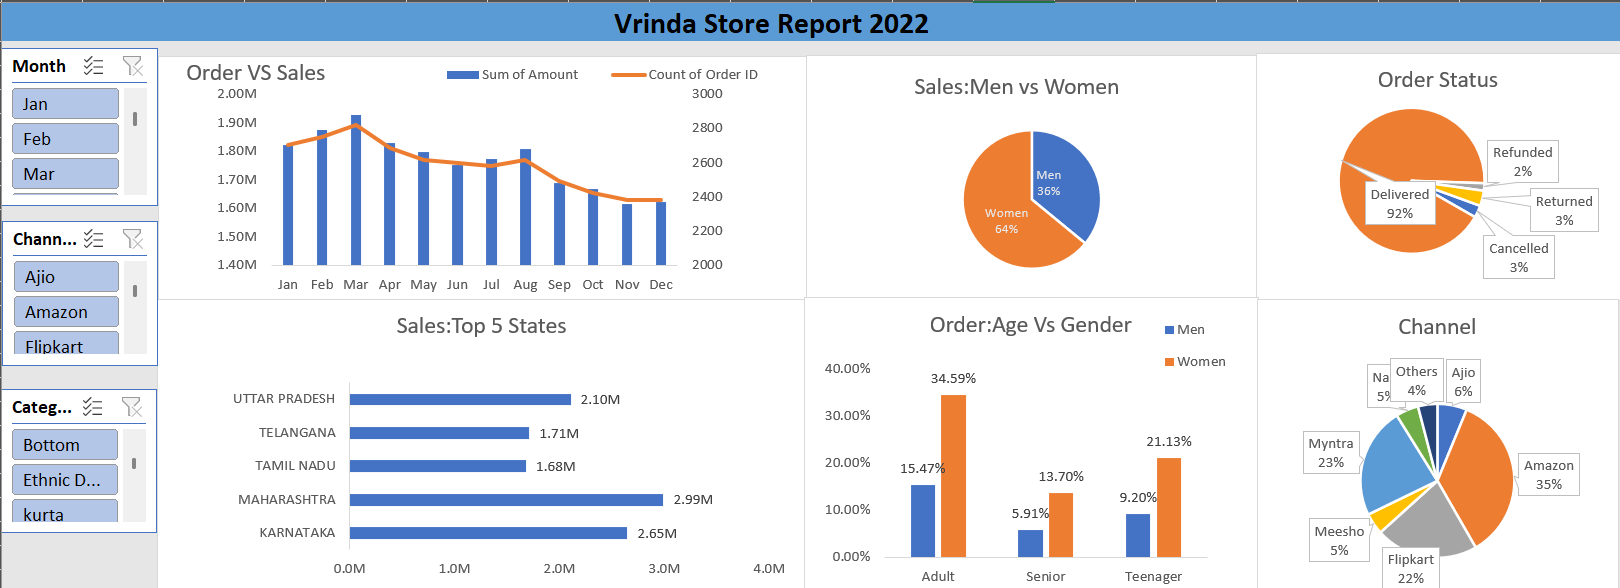 Vrinda Store Report 2022
Month
Jan
Feb
Mar
Chann...
Ajio
Amazon
Flipkart
Categ...
Bottom
Ethnic D...
kurta
Order VS Sales
Sum of Amount
Count of Order ID
2.00M
1.90M
1.80M
1.70M
1.60M
1.50M
1.40M
3000
2800
2600
2400
2200
2000
Jan Feb Mar Apr May Jun Jul Aug Sep Oct Nov Dec
Sales:Men vs Women
Men
36%
Women
64%
Order Status
Refunded
2%
Delivered
92%
Returned
3%
Cancelled
3%
Sales:Top 5 States
UTTAR PRADESH 2.10M
TELANGANA 1.71M
TAMIL NADU 1.68M
MAHARASHTRA 2.99M
KARNATAKA 2.65M
0.0M 1.0M 2.0M 3.0M 4.0M
Order:Age Vs Gender
Men
Women
40.00%
30.00%
20.00%
10.00%
0.00%
15.47%
34.59%
5.91%
13.70%
9.20%
21.13%
Adult Senior Teenager
Channel
Na
5%
Others
4%
Ajio
6%
Myntra
23%
Amazon
35%
Meesho
5%
Flipkart
22%